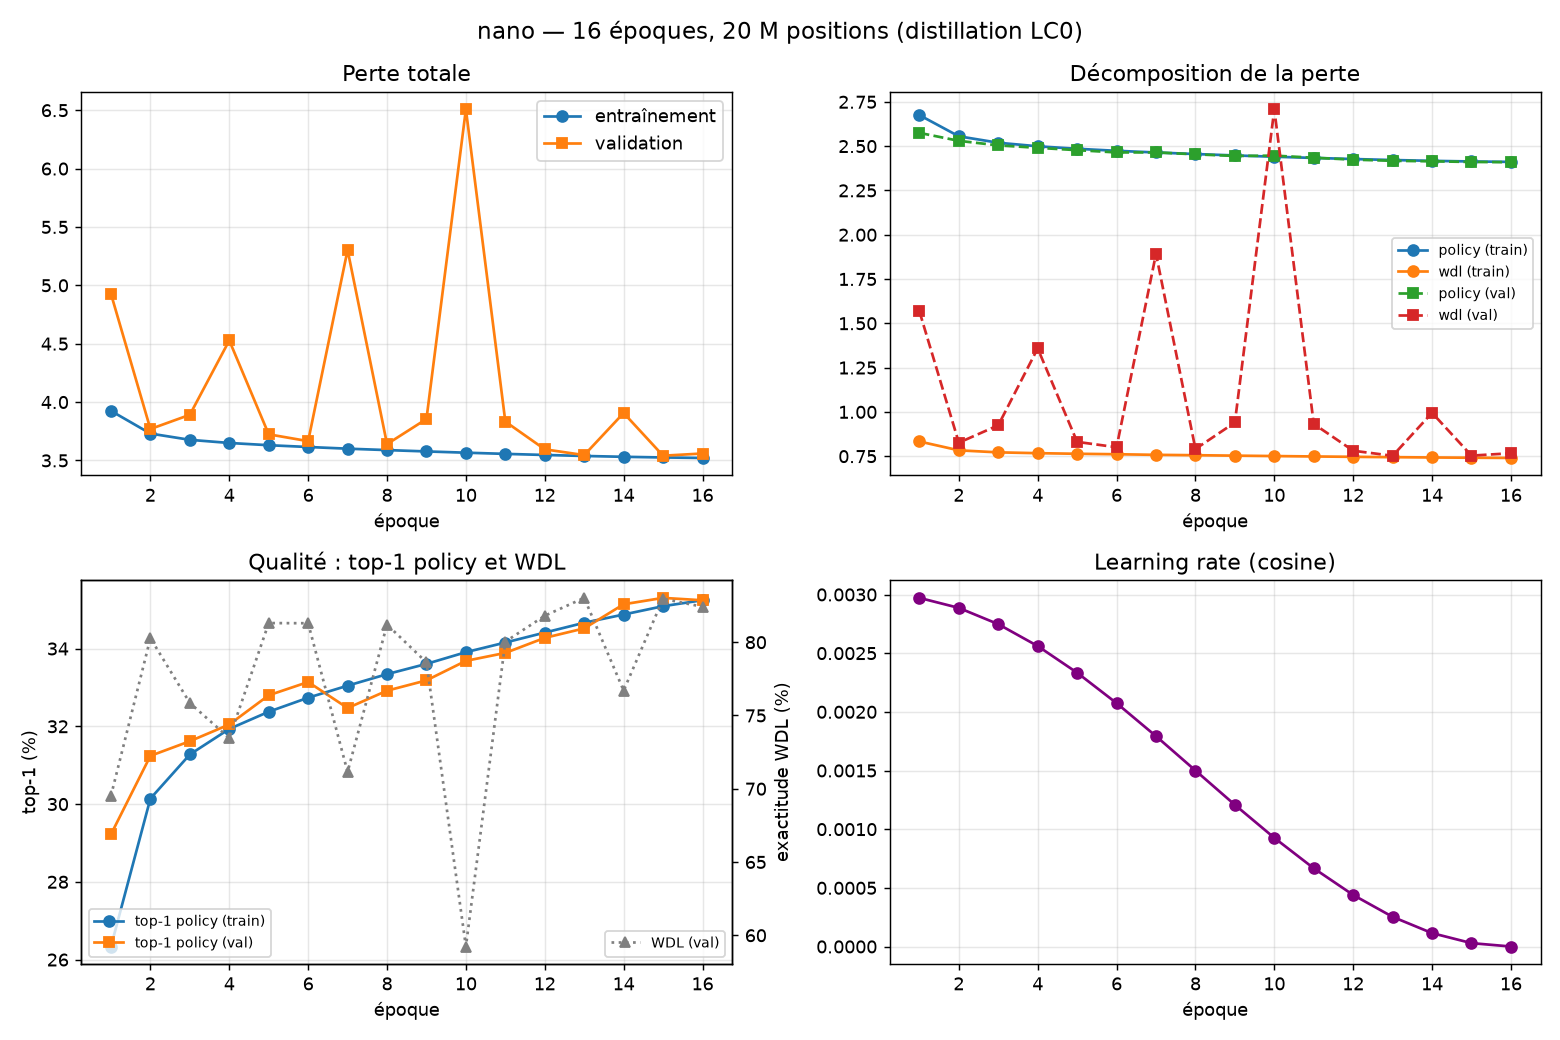 nano — 16 époques, 20 M positions (distillation LC0)
Perte totale
6.5
6.0
5.5
5.0
4.5
4.0
3.5
entraînement
validation
2 4 6 8 10 12 14 16
époque
Décomposition de la perte
2.75
2.50
2.25
2.00
1.75
1.50
1.25
1.00
0.75
policy (train)
wdl (train)
policy (val)
wdl (val)
2 4 6 8 10 12 14 16
époque
Qualité : top-1 policy et WDL
top-1 (%)
34
32
30
28
26
top-1 policy (train)
top-1 policy (val)
WDL (val)
80
75
70
65
60
exactitude WDL (%)
2 4 6 8 10 12 14 16
époque
Learning rate (cosine)
0.0030
0.0025
0.0020
0.0015
0.0010
0.0005
0.0000
2 4 6 8 10 12 14 16
époque